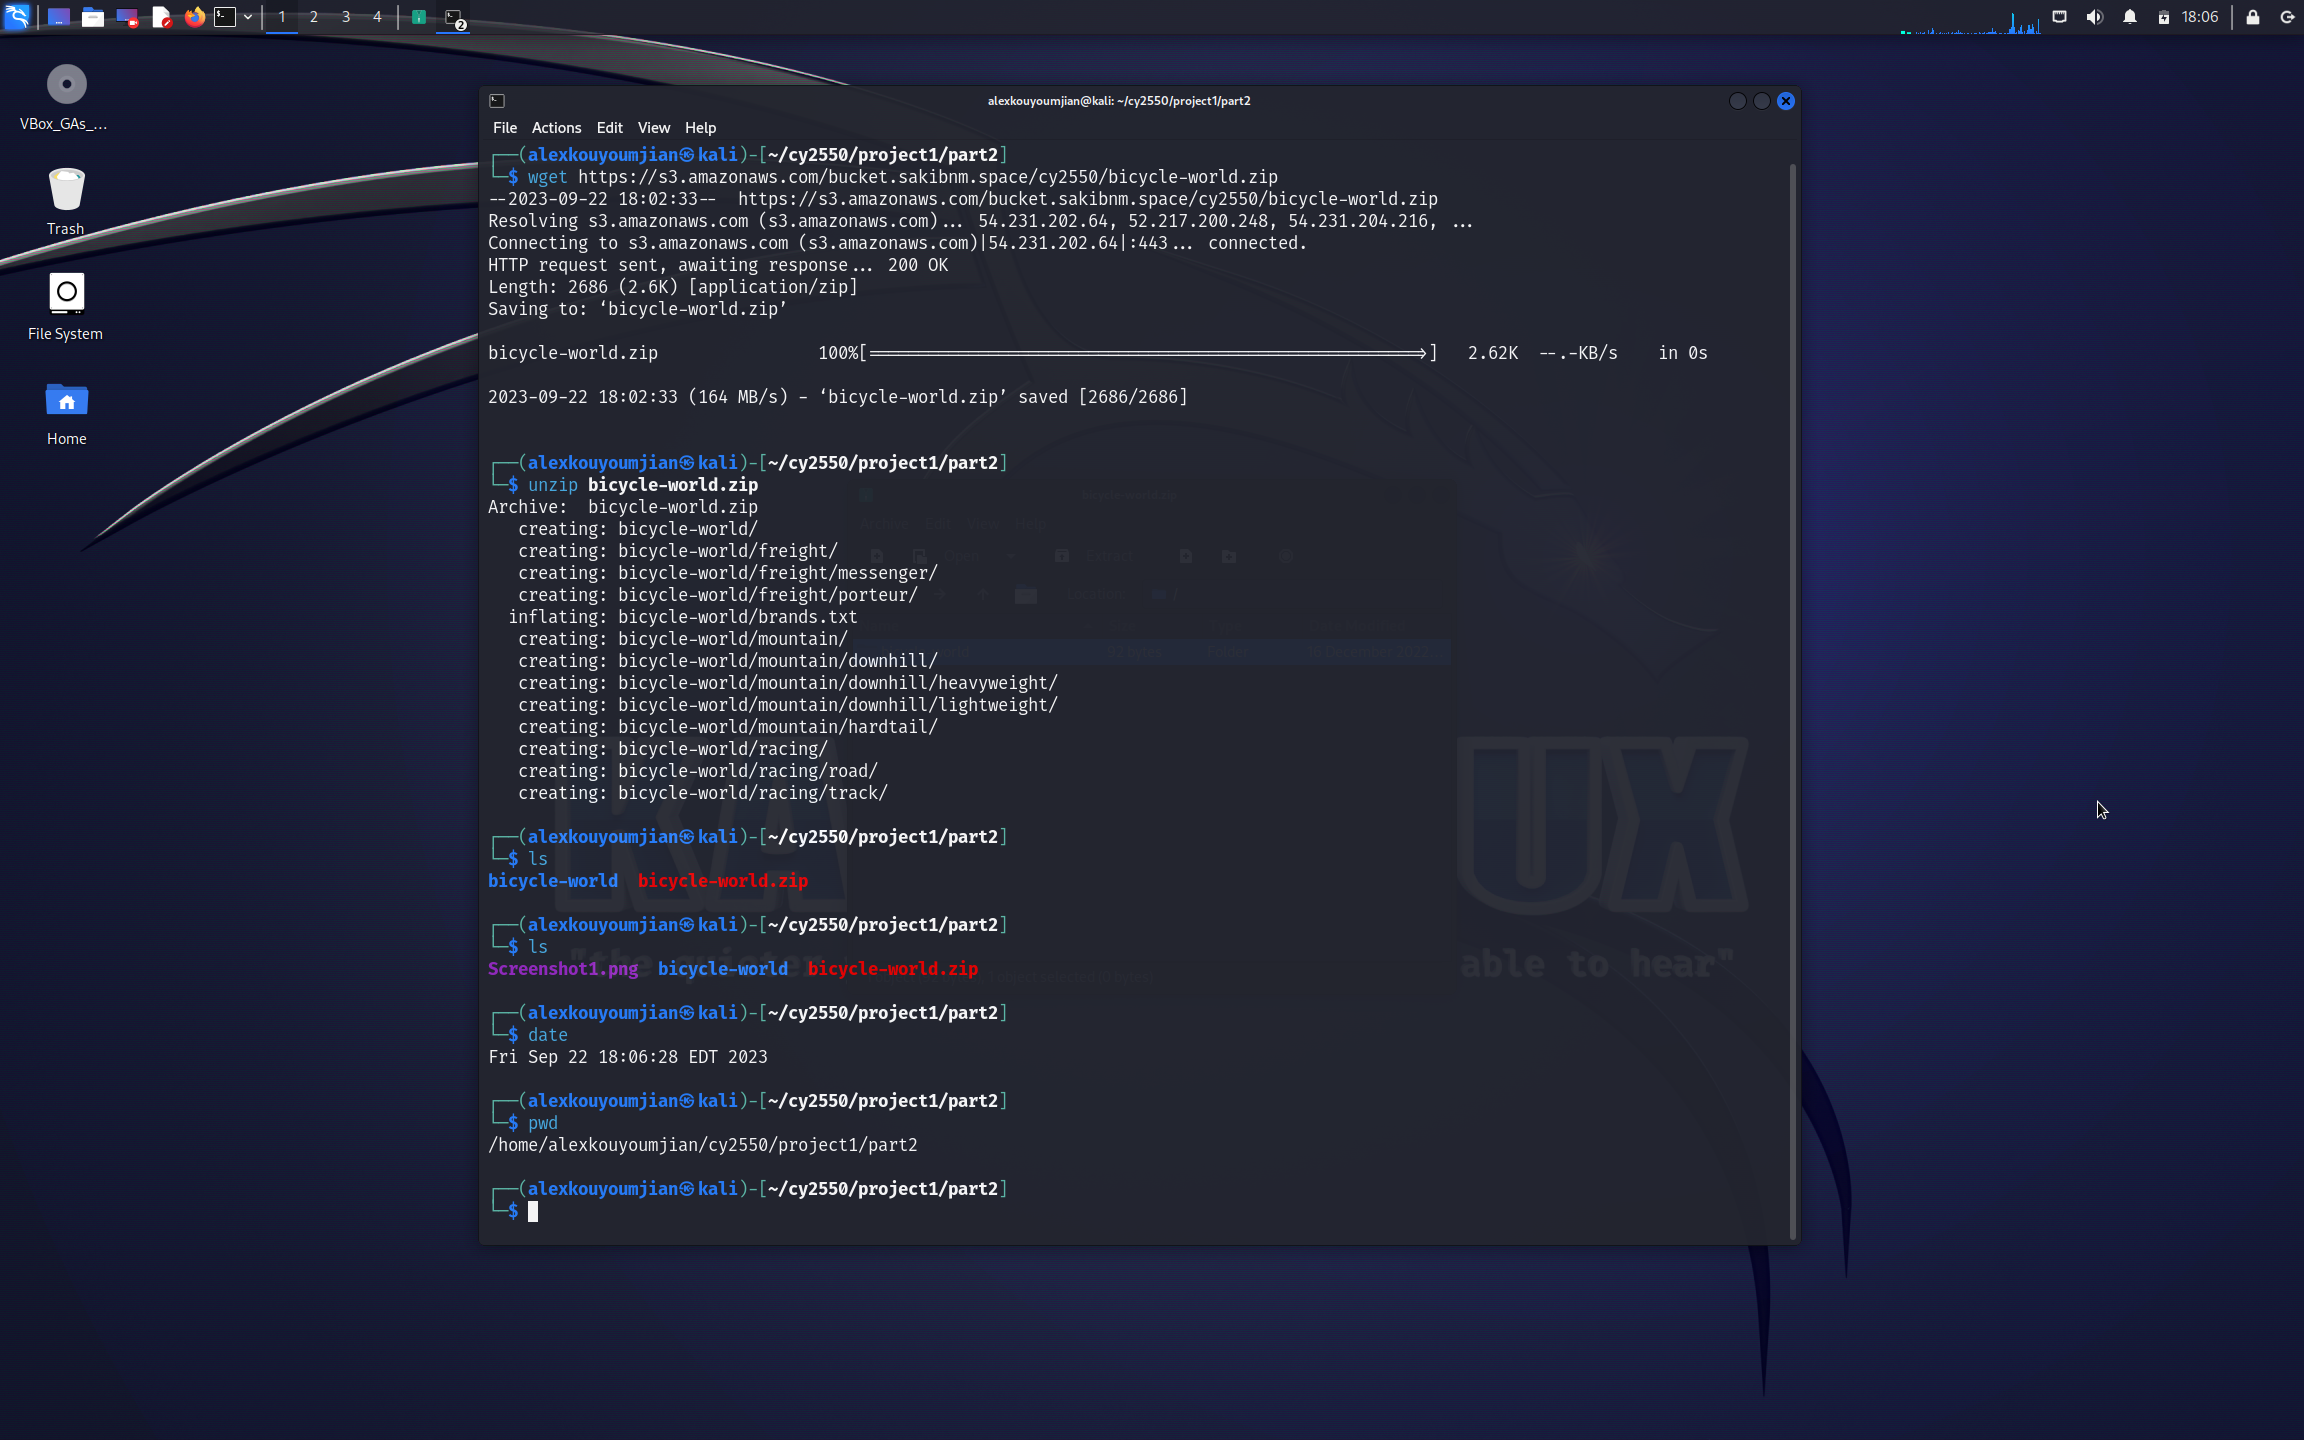 1 2 3 4 2 18:06
VBox_GAs_...
Trash
File System
Home
alexkouyoumjian@kali: ~/cy2550/project1/part2
File Actions Edit View Help
┌──(alexkouyoumjian㉿kali)-[~/cy2550/project1/part2]
└─$ wget https://s3.amazonaws.com/bucket.sakibnm.space/cy2550/bicycle-world.zip
--2023-09-22 18:02:33--  https://s3.amazonaws.com/bucket.sakibnm.space/cy2550/bicycle-world.zip
Resolving s3.amazonaws.com (s3.amazonaws.com)... 54.231.202.64, 52.217.200.248, 54.231.204.216, ...
Connecting to s3.amazonaws.com (s3.amazonaws.com)|54.231.202.64|:443... connected.
HTTP request sent, awaiting response... 200 OK
Length: 2686 (2.6K) [application/zip]
Saving to: ‘bicycle-world.zip’
bicycle-world.zip 100%[=======================================================>] 2.62K --.-KB/s in 0s
2023-09-22 18:02:33 (164 MB/s) - ‘bicycle-world.zip’ saved [2686/2686]
┌──(alexkouyoumjian㉿kali)-[~/cy2550/project1/part2]
└─$ unzip bicycle-world.zip
Archive:  bicycle-world.zip
creating: bicycle-world/
creating: bicycle-world/freight/
creating: bicycle-world/freight/messenger/
creating: bicycle-world/freight/porteur/
inflating: bicycle-world/brands.txt
creating: bicycle-world/mountain/
creating: bicycle-world/mountain/downhill/
creating: bicycle-world/mountain/downhill/heavyweight/
creating: bicycle-world/mountain/downhill/lightweight/
creating: bicycle-world/mountain/hardtail/
creating: bicycle-world/racing/
creating: bicycle-world/racing/road/
creating: bicycle-world/racing/track/
┌──(alexkouyoumjian㉿kali)-[~/cy2550/project1/part2]
└─$ ls
bicycle-world  bicycle-world.zip
┌──(alexkouyoumjian㉿kali)-[~/cy2550/project1/part2]
└─$ ls
Screenshot1.png  bicycle-world  bicycle-world.zip
┌──(alexkouyoumjian㉿kali)-[~/cy2550/project1/part2]
└─$ date
Fri Sep 22 18:06:28 EDT 2023
┌──(alexkouyoumjian㉿kali)-[~/cy2550/project1/part2]
└─$ pwd
/home/alexkouyoumjian/cy2550/project1/part2
┌──(alexkouyoumjian㉿kali)-[~/cy2550/project1/part2]
└─$
KA UX
"the quieter able to hear"